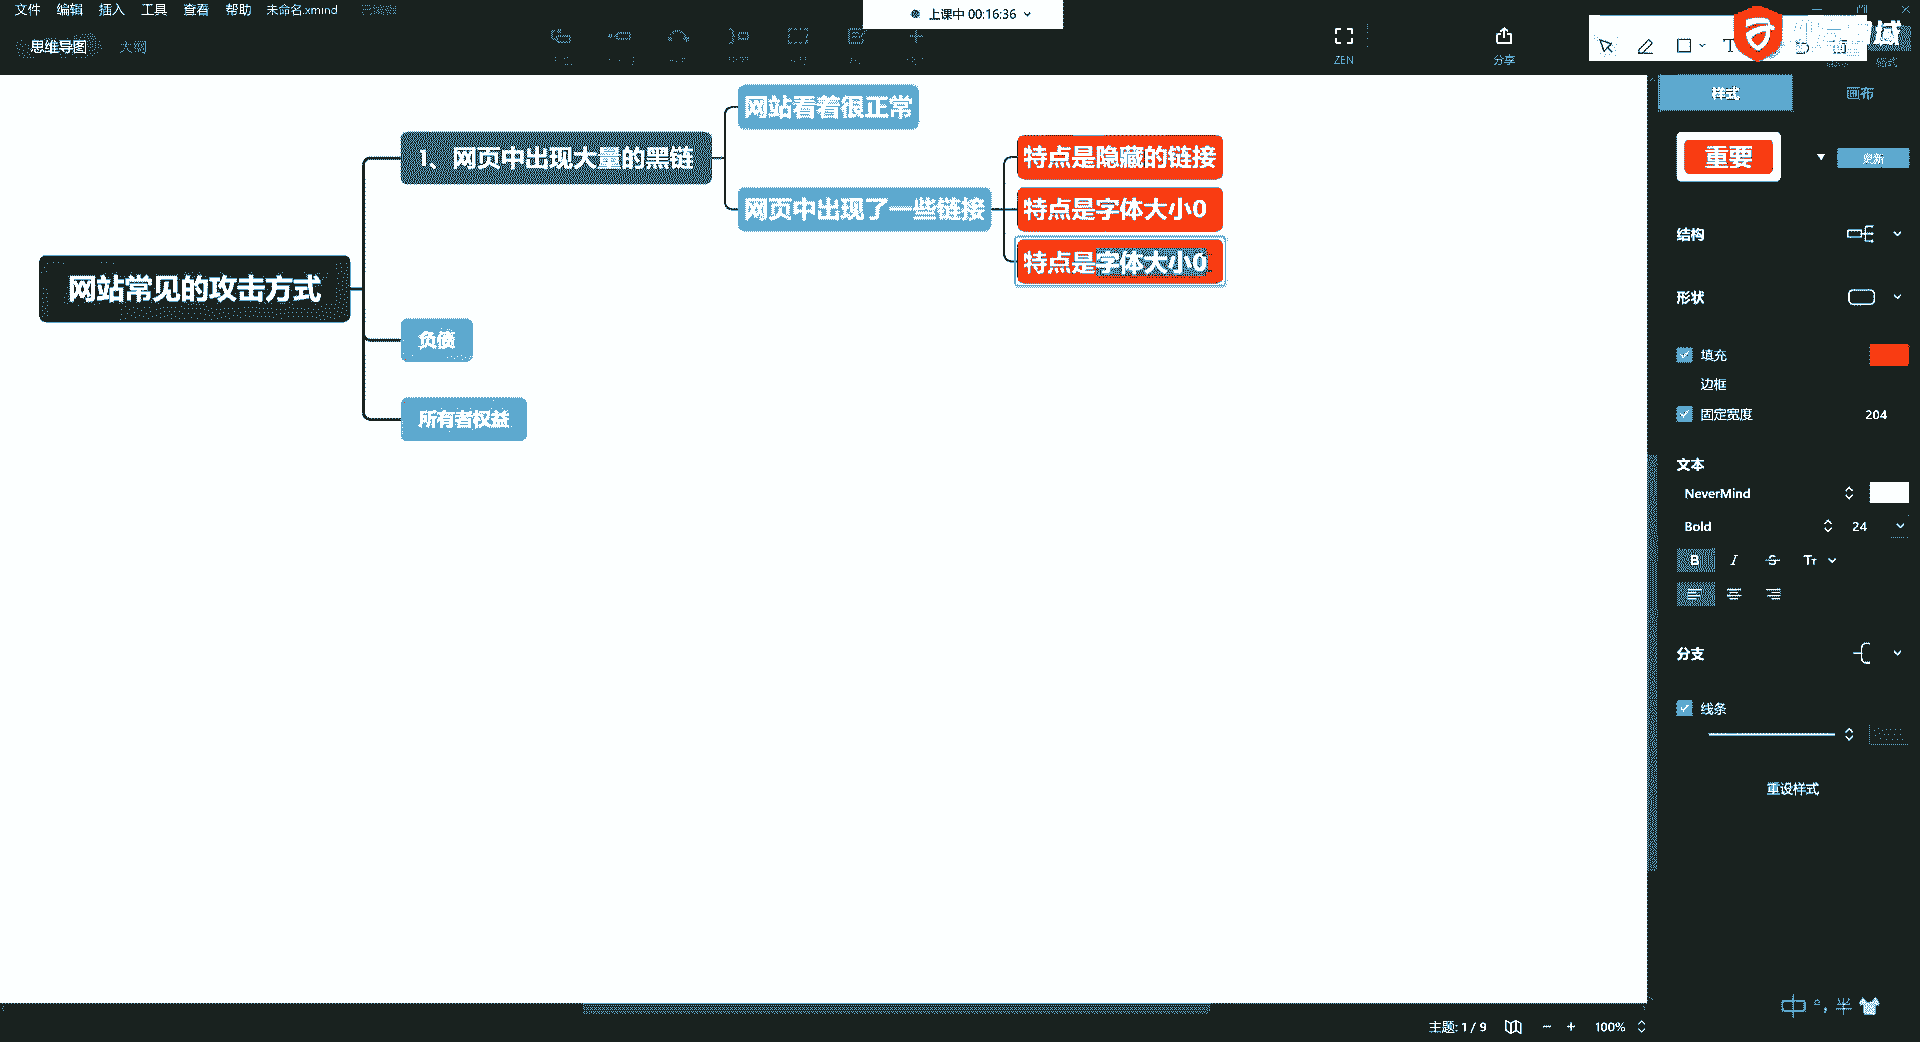 文件 编辑 插入 工具 查看 帮助 未命名.xmind
上课中 00:16:36
思维导图 大纲
ZEN
分享
T
域
样式 画布
重要
更新
结构
形状
填充
边框
固定宽度 204
文本
NeverMind
Bold 24
B I S Tт
分支
线条
重设样式
网站常见的攻击方式
1、网页中出现大量的黑链
网站看着很正常
网页中出现了一些链接
特点是隐藏的链接
特点是字体大小0
特点是字体大小0
负债
所有者权益
中 °, 半
主题: 1 / 9 - + 100%